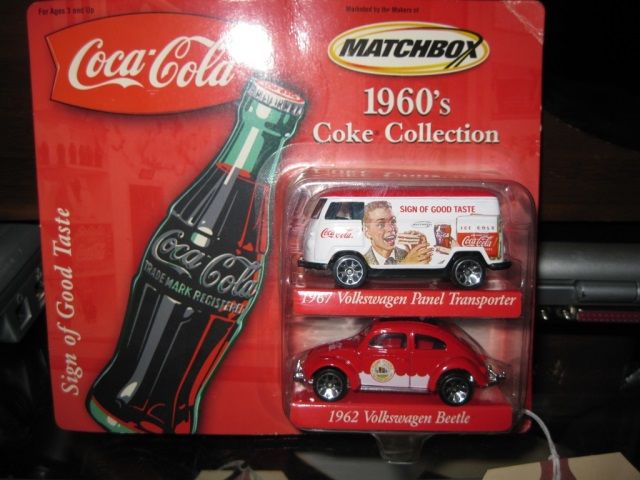 For Ages 3 and Up
Marketed by the Makers of
Coca-Cola
MATCHBOX
1960's
Coke Collection
Sign of Good Taste
Coca-Cola
TRADE MARK REGISTERED
SIGN OF GOOD TASTE
MATCHBOX
Coca-Cola
ICE COLD
Coca-Cola
1967 Volkswagen Panel Transporter
1962 Volkswagen Beetle